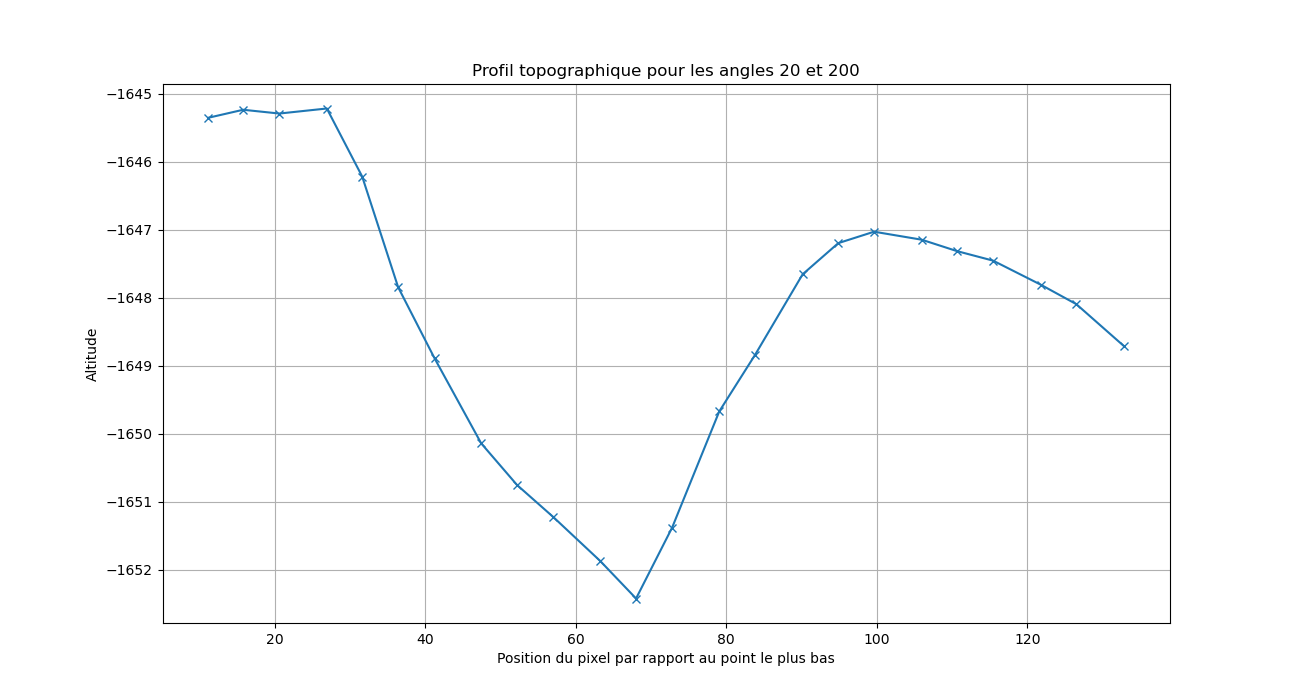 Profil topographique pour les angles 20 et 200
−1645
−1646
−1647
−1648
−1649
−1650
−1651
−1652
Altitude
20 40 60 80 100 120
Position du pixel par rapport au point le plus bas